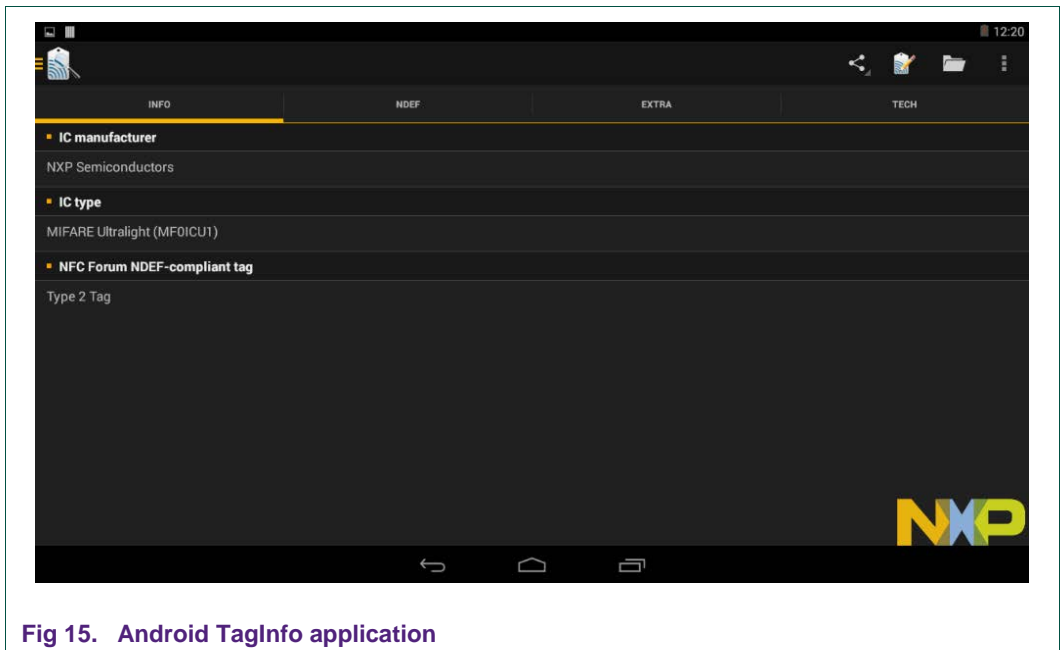 12:20
INFO NDEF EXTRA TECH
IC manufacturer
NXP Semiconductors
IC type
MIFARE Ultralight (MF0ICU1)
NFC Forum NDEF-compliant tag
Type 2 Tag
NXP
Fig 15. Android TagInfo application